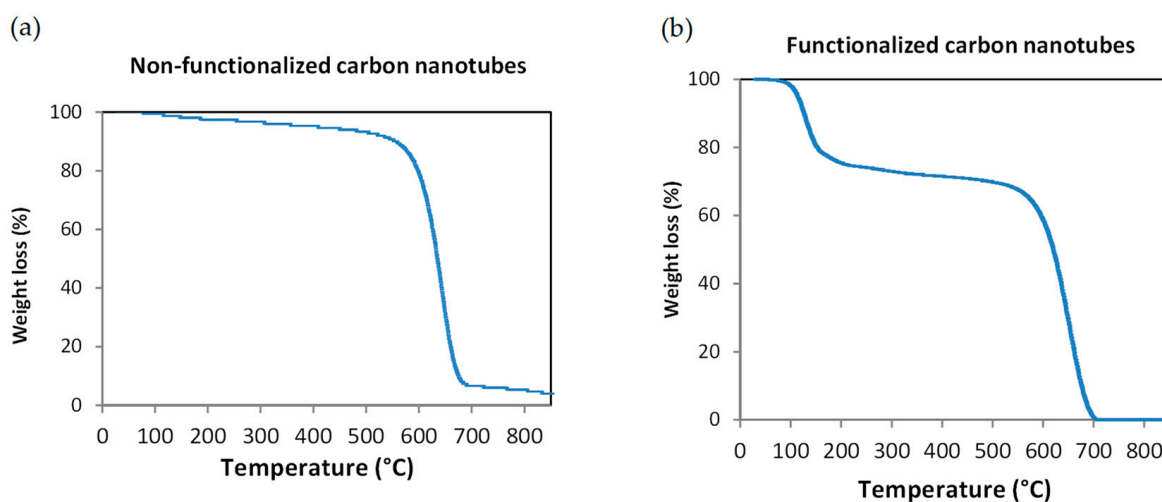 (a)
Non-functionalized carbon nanotubes
100
80
60
40
20
0
Weight loss (%)
0 100 200 300 400 500 600 700 800
Temperature (°C)
(b)
Functionalized carbon nanotubes
100
80
60
40
20
0
Weight loss (%)
0 100 200 300 400 500 600 700 800
Temperature (°C)